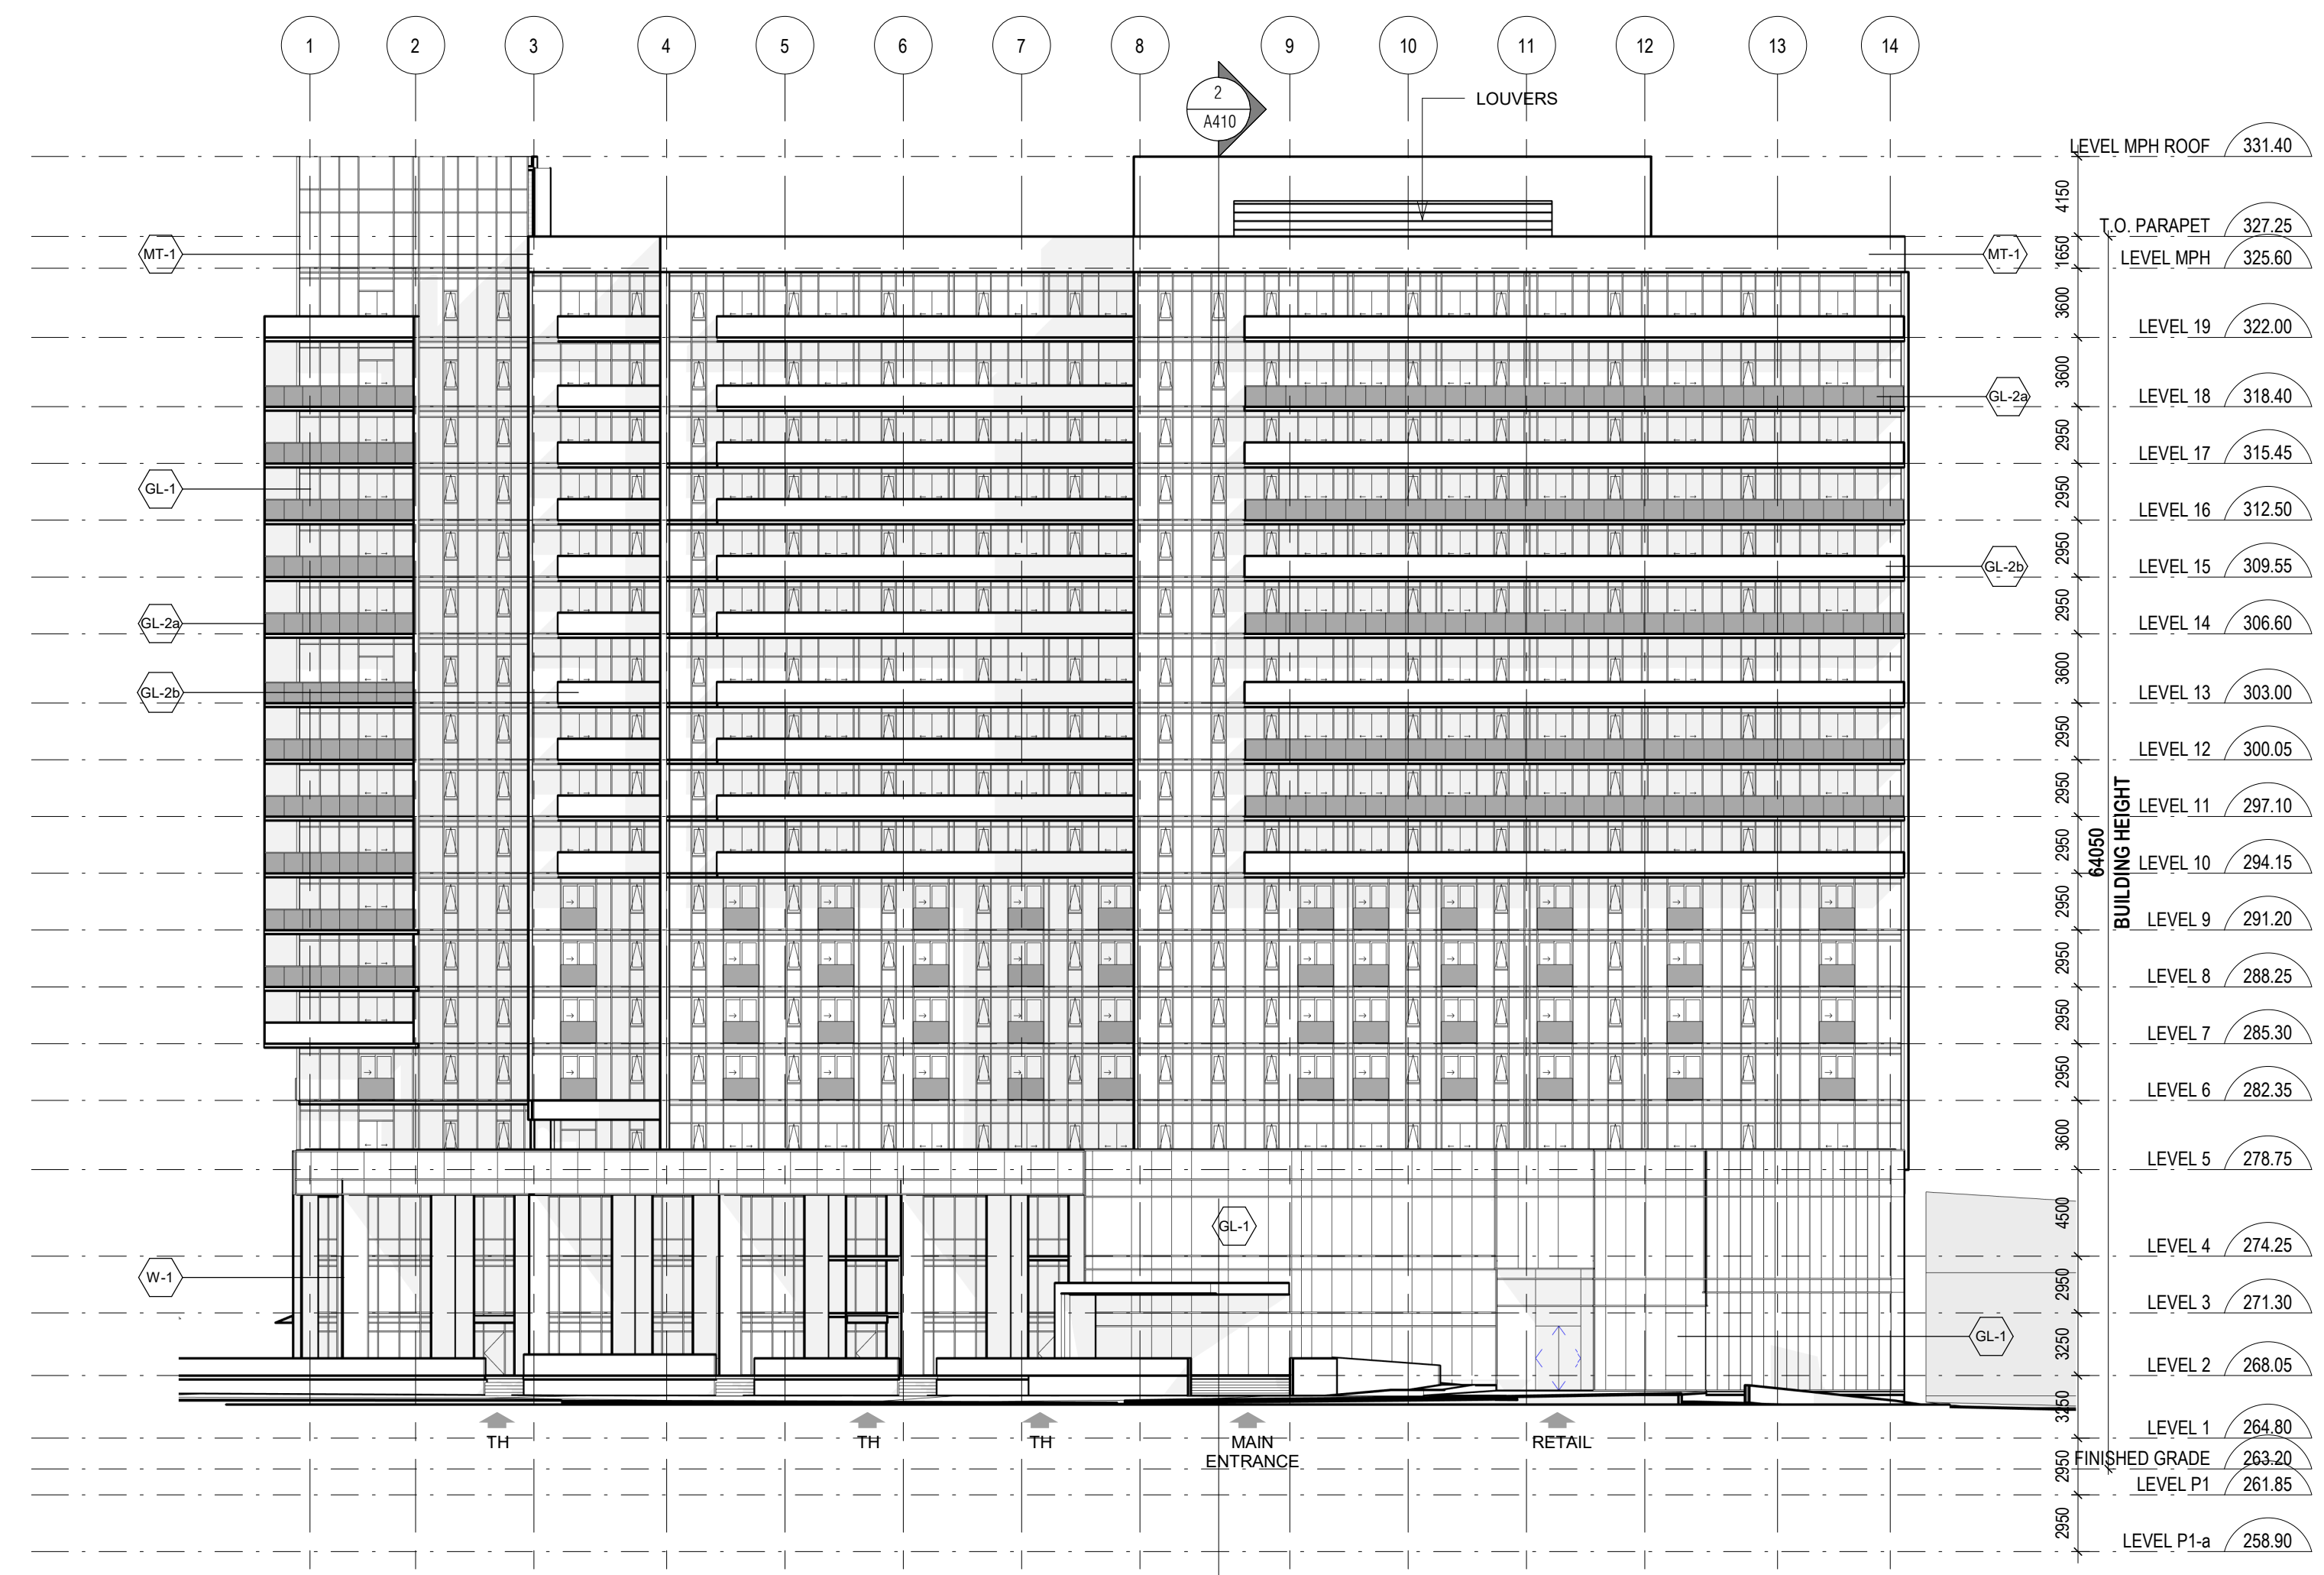 1 2 3 4 5 6 7 8 9 10 11 12 13 14
2
A410
LOUVERS
LEVEL MPH ROOF 331.40
4150
T.O. PARAPET 327.25
MT-1
MT-1
1650
LEVEL MPH 325.60
3600
LEVEL 19 322.00
3600
GL-2a
LEVEL 18 318.40
2950
LEVEL 17 315.45
GL-1
2950
LEVEL 16 312.50
2950
GL-2b
LEVEL 15 309.55
2950
GL-2a
LEVEL 14 306.60
3600
GL-2b
LEVEL 13 303.00
2950
LEVEL 12 300.05
2950
LEVEL 11 297.10
64050
BUILDING HEIGHT
2950
LEVEL 10 294.15
2950
LEVEL 9 291.20
2950
LEVEL 8 288.25
2950
LEVEL 7 285.30
2950
LEVEL 6 282.35
3600
LEVEL 5 278.75
4500
GL-1
LEVEL 4 274.25
W-1
2950
LEVEL 3 271.30
3250
GL-1
LEVEL 2 268.05
3250
LEVEL 1 264.80
TH TH TH MAIN ENTRANCE RETAIL
FINISHED GRADE 263.20
2950
LEVEL P1 261.85
2950
LEVEL P1-a 258.90